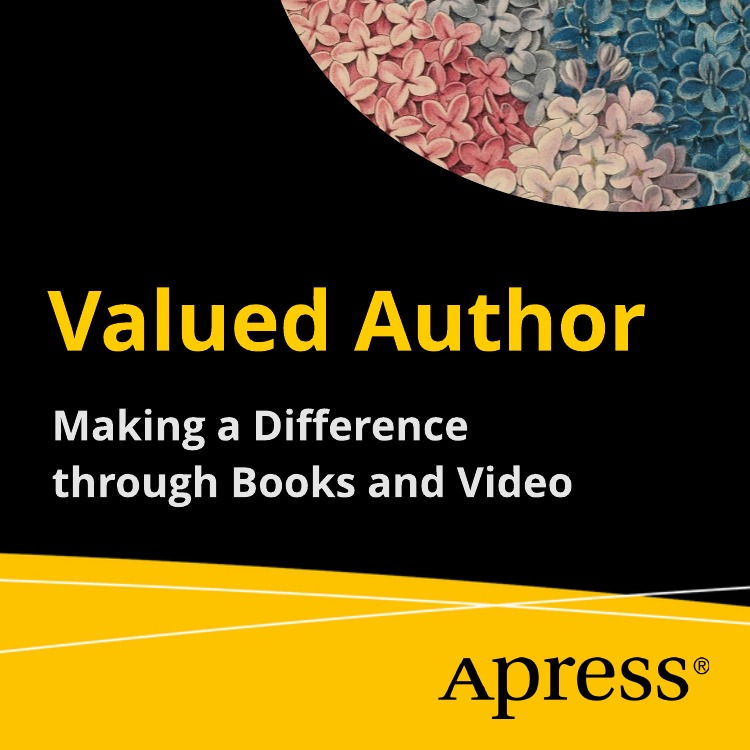 Valued Author
Making a Difference
through Books and Video
Apress®